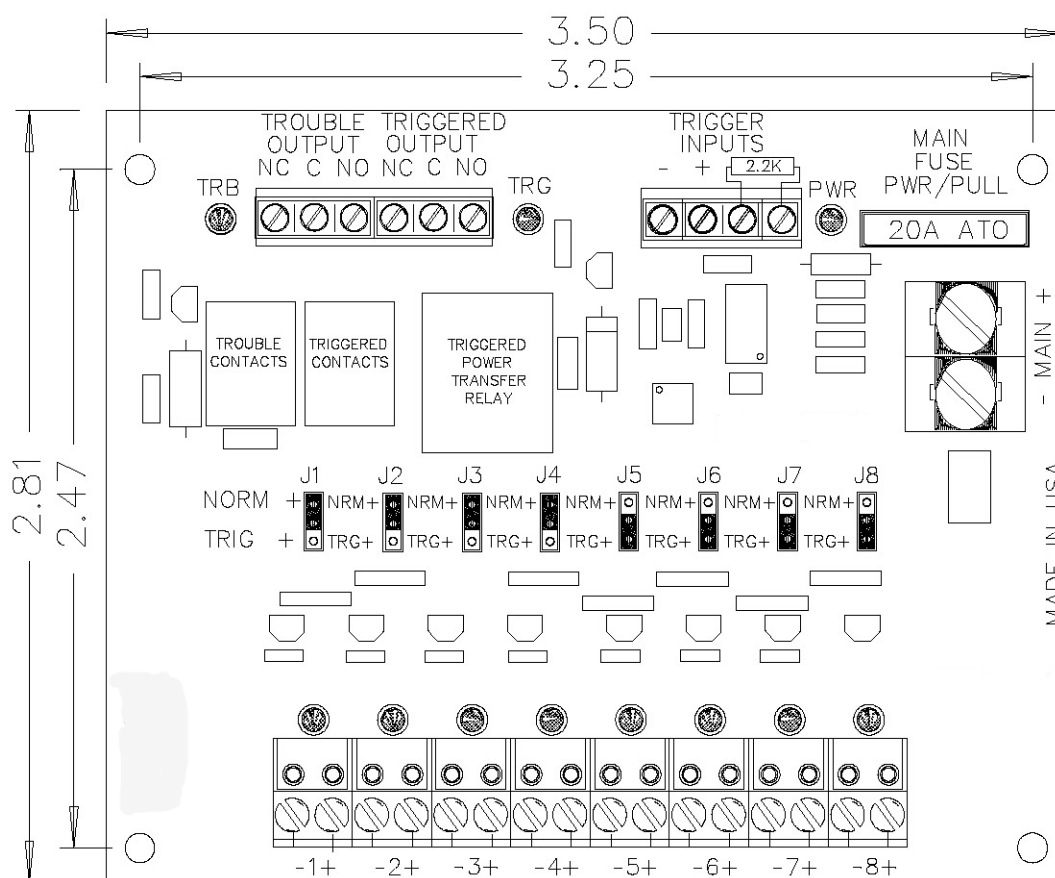 3.50
3.25
TROUBLE
OUTPUT
NC C NO
TRIGGERED
OUTPUT
NC C NO
TRIGGER
INPUTS
- +
2.2K
MAIN
FUSE
PWR/PULL
TRB
TRG
PWR
20A ATO
TROUBLE
CONTACTS
TRIGGERED
CONTACTS
TRIGGERED
POWER
TRANSFER
RELAY
- MAIN +
2.81
2.47
J1 J2 J3 J4 J5 J6 J7 J8
NORM + NRM+ NRM+ NRM+ NRM+ NRM+ NRM+ NRM+
TRIG + TRG+ TRG+ TRG+ TRG+ TRG+ TRG+ TRG+
MADE IN USA
-1+ -2+ -3+ -4+ -5+ -6+ -7+ -8+